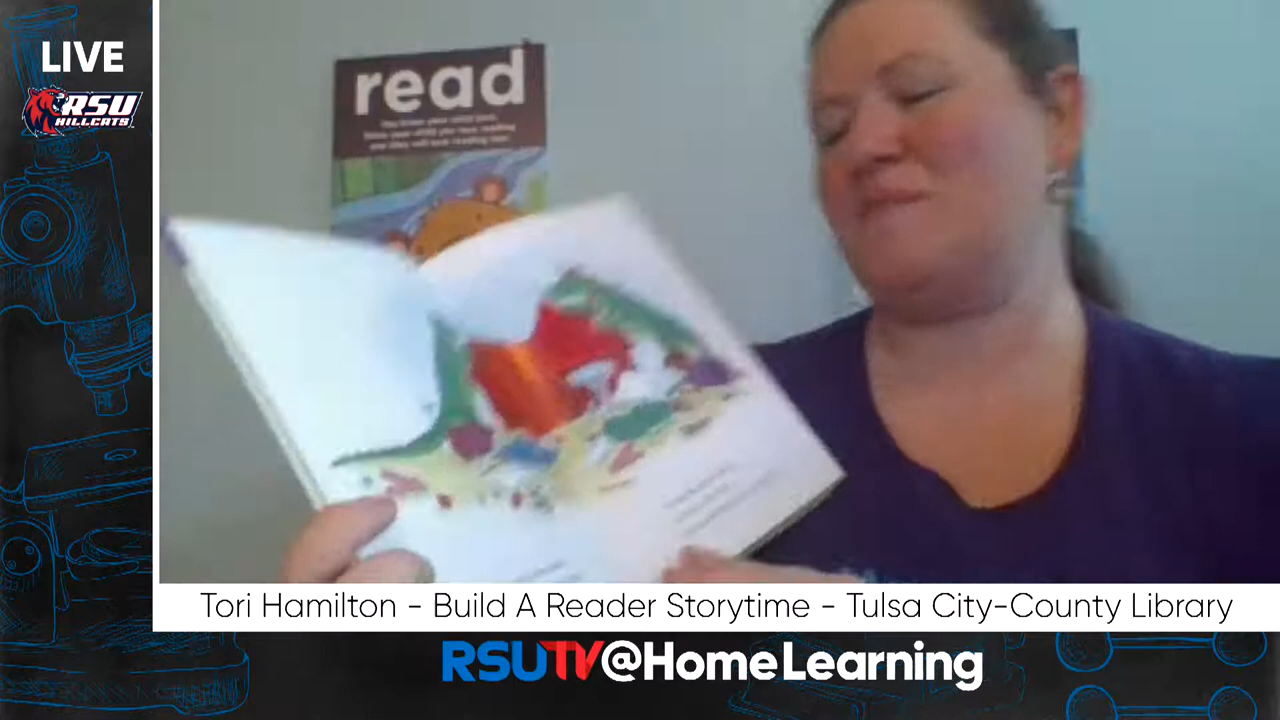 LIVE
RSU
HILLCATS
read
Tori Hamilton - Build A Reader Storytime - Tulsa City-County Library
RSUTV@HomeLearning